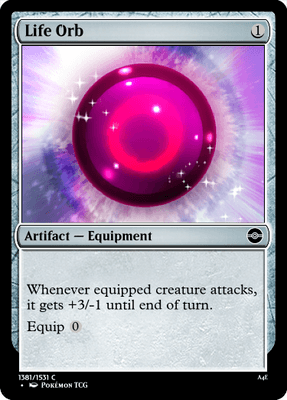 Life Orb 1
Artifact — Equipment
Whenever equipped creature attacks,
it gets +3/-1 until end of turn.
Equip 0
1381/1531 C
• Pokémon TCG
A4E